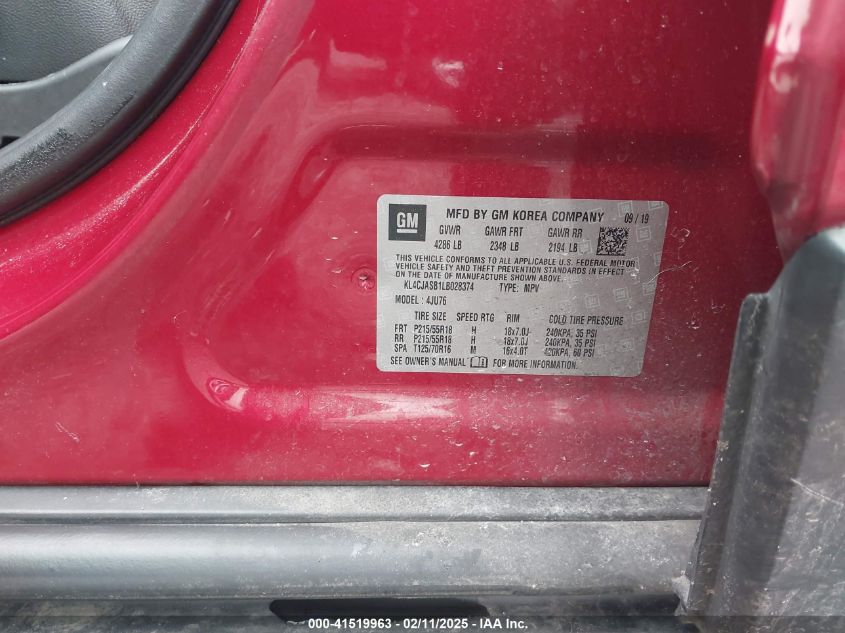 GM
MFD BY GM KOREA COMPANY 09/19
GVWR GAWR FRT GAWR RR
4286 LB 2348 LB 2194 LB
THIS VEHICLE CONFORMS TO ALL APPLICABLE U.S. FEDERAL MOTOR
VEHICLE SAFETY AND THEFT PREVENTION STANDARDS IN EFFECT ON
THE DATE OF MANUFACTURE SHOWN ABOVE.
KL4CJASB1LB028374 TYPE: MPV
MODEL: 4JU76
TIRE SIZE SPEED RTG RIM COLD TIRE PRESSURE
FRT P215/55R18 H 18x7.0J 240KPA, 35 PSI
RR P215/55R18 H 18x7.0J 240KPA, 35 PSI
SPA T125/70R16 M 16x4.0T 420KPA, 60 PSI
SEE OWNER'S MANUAL FOR MORE INFORMATION.
000-41519963 - 02/11/2025 - IAA Inc.